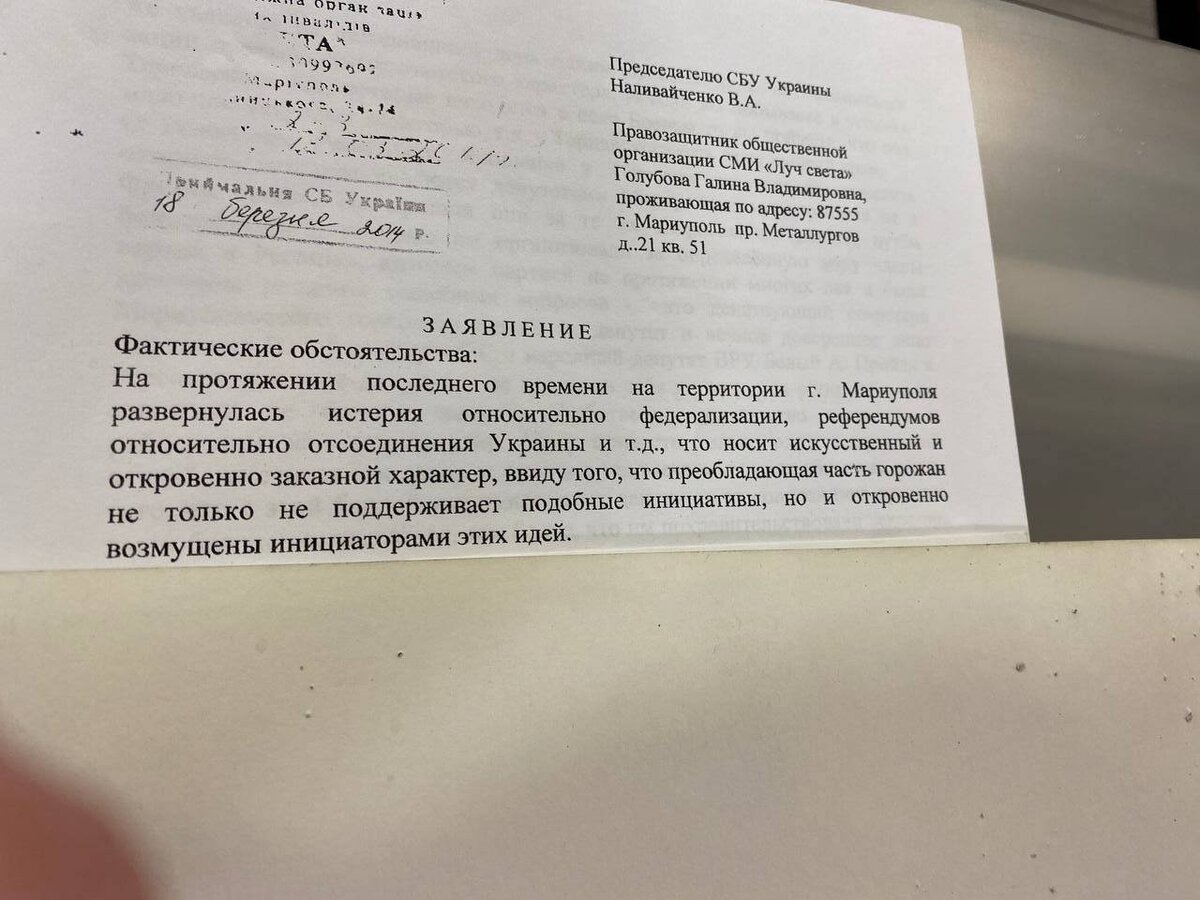 ТА"
Маріуполь
Приймальня СБ України
18 березня 2014 р.
Председателю СБУ Украины
Наливайченко В.А.
Правозащитник общественной
организации СМИ «Луч света»
Голубова Галина Владимировна,
проживающая по адресу: 87555
г. Мариуполь пр. Металлургов
д..21 кв. 51
ЗАЯВЛЕНИЕ
Фактические обстоятельства:
На протяжении последнего времени на территории г. Мариуполя
развернулась истерия относительно федерализации, референдумов
относительно отсоединения Украины и т.д., что носит искусственный и
откровенно заказной характер, ввиду того, что преобладающая часть горожан
не только не поддерживает подобные инициативы, но и откровенно
возмущены инициаторами этих идей.